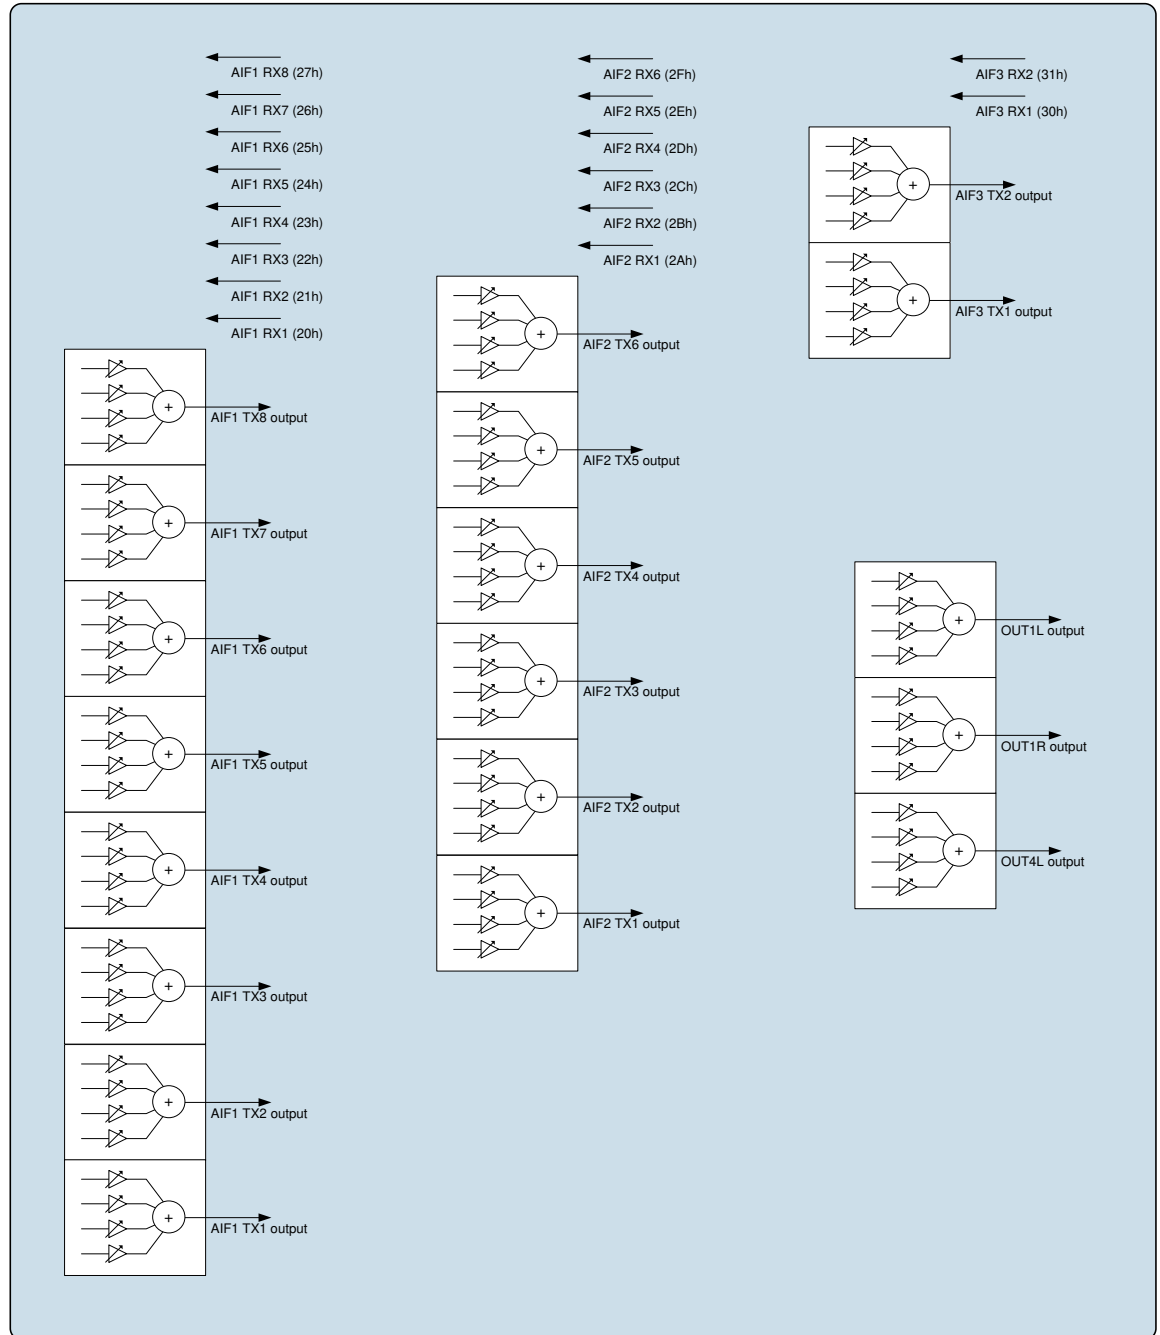 AIF1 RX8 (27h)
AIF1 RX7 (26h)
AIF1 RX6 (25h)
AIF1 RX5 (24h)
AIF1 RX4 (23h)
AIF1 RX3 (22h)
AIF1 RX2 (21h)
AIF1 RX1 (20h)
+
AIF1 TX8 output
+
AIF1 TX7 output
+
AIF1 TX6 output
+
AIF1 TX5 output
+
AIF1 TX4 output
+
AIF1 TX3 output
+
AIF1 TX2 output
+
AIF1 TX1 output
AIF2 RX6 (2Fh)
AIF2 RX5 (2Eh)
AIF2 RX4 (2Dh)
AIF2 RX3 (2Ch)
AIF2 RX2 (2Bh)
AIF2 RX1 (2Ah)
+
AIF2 TX6 output
+
AIF2 TX5 output
+
AIF2 TX4 output
+
AIF2 TX3 output
+
AIF2 TX2 output
+
AIF2 TX1 output
AIF3 RX2 (31h)
AIF3 RX1 (30h)
+
AIF3 TX2 output
+
AIF3 TX1 output
+
OUT1L output
+
OUT1R output
+
OUT4L output